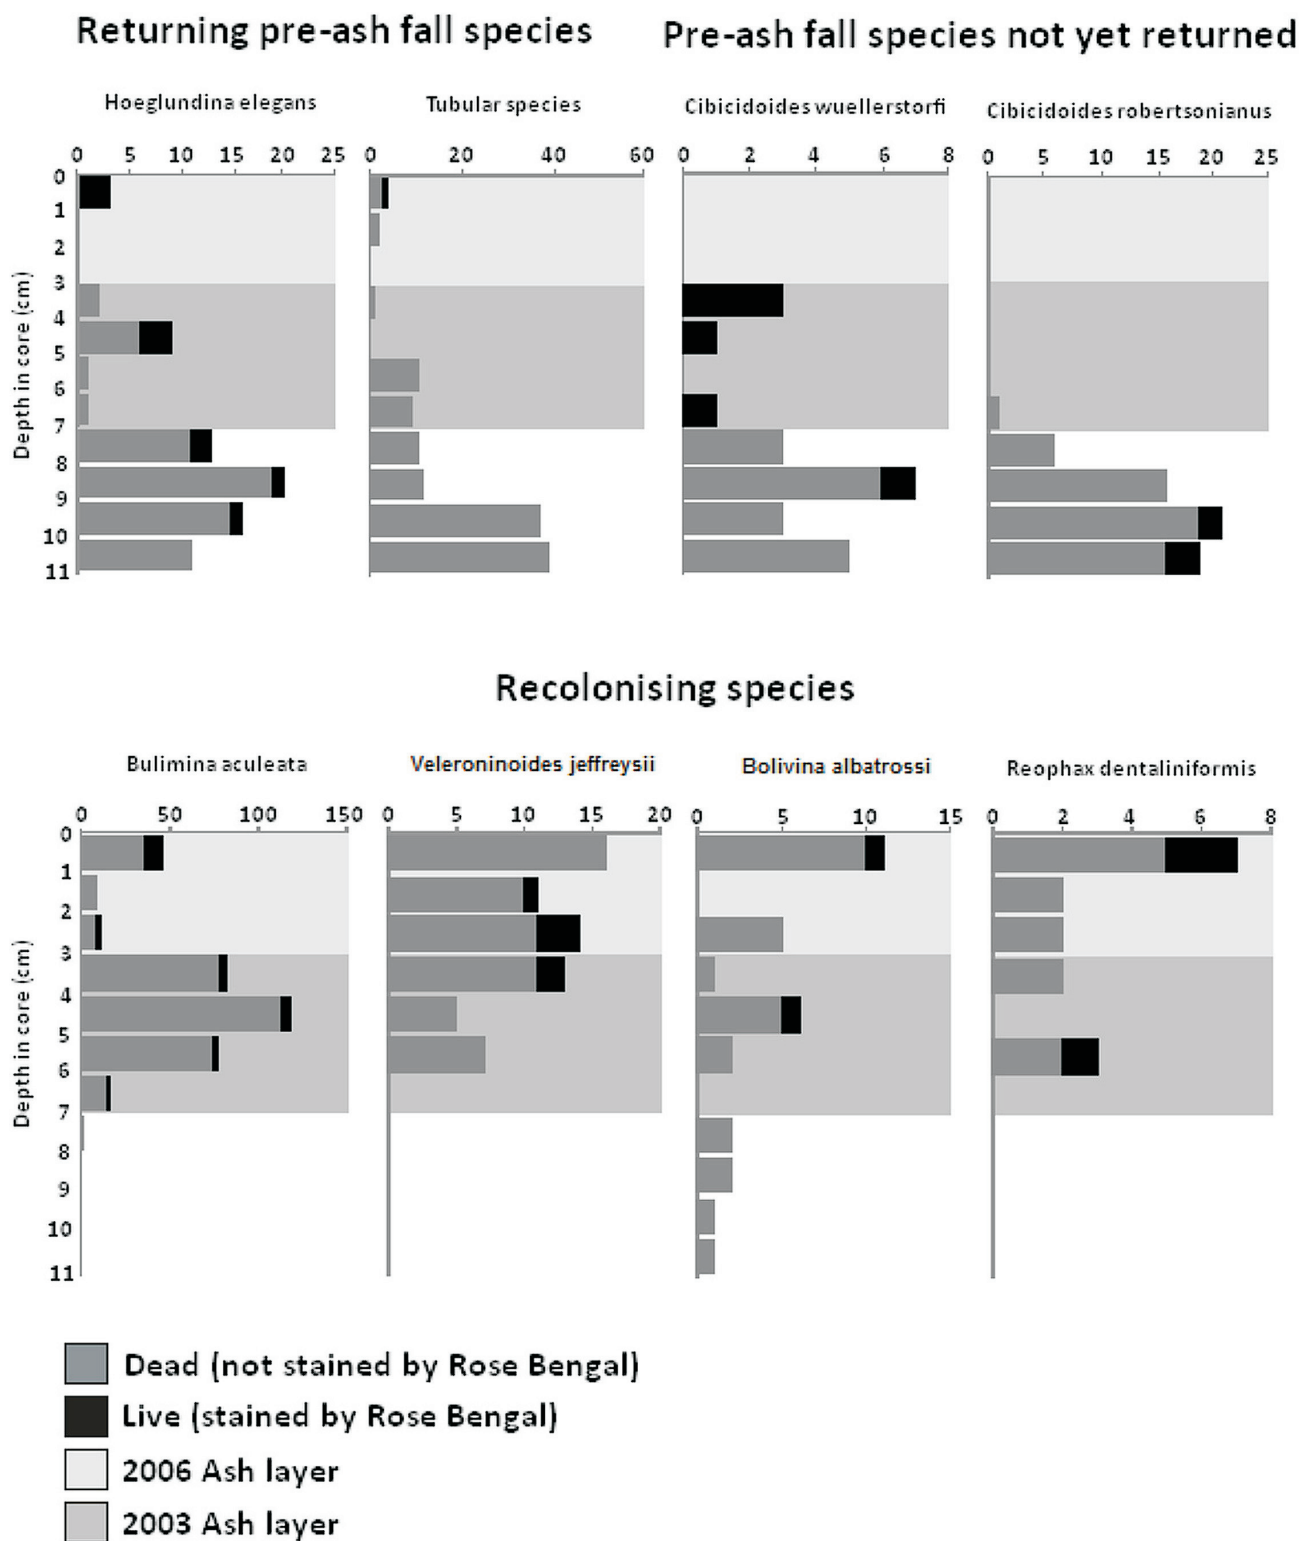 Returning pre-ash fall species
Pre-ash fall species not yet returned
Hoeglundina elegans
Tubular species
Cibicidoides wuellerstorfi
Cibicidoides robertsonianus
0 5 10 15 20 25
0 20 40 60
0 2 4 6 8
0 5 10 15 20 25
Depth in core (cm)
0
1
2
3
4
5
6
7
8
9
10
11
Recolonising species
Bulimina aculeata
Veleroninoides jeffreysii
Bolivina albatrossi
Reophax dentaliniformis
0 50 100 150
0 5 10 15 20
0 5 10 15
0 2 4 6 8
Depth in core (cm)
0
1
2
3
4
5
6
7
8
9
10
11
Dead (not stained by Rose Bengal)
Live (stained by Rose Bengal)
2006 Ash layer
2003 Ash layer